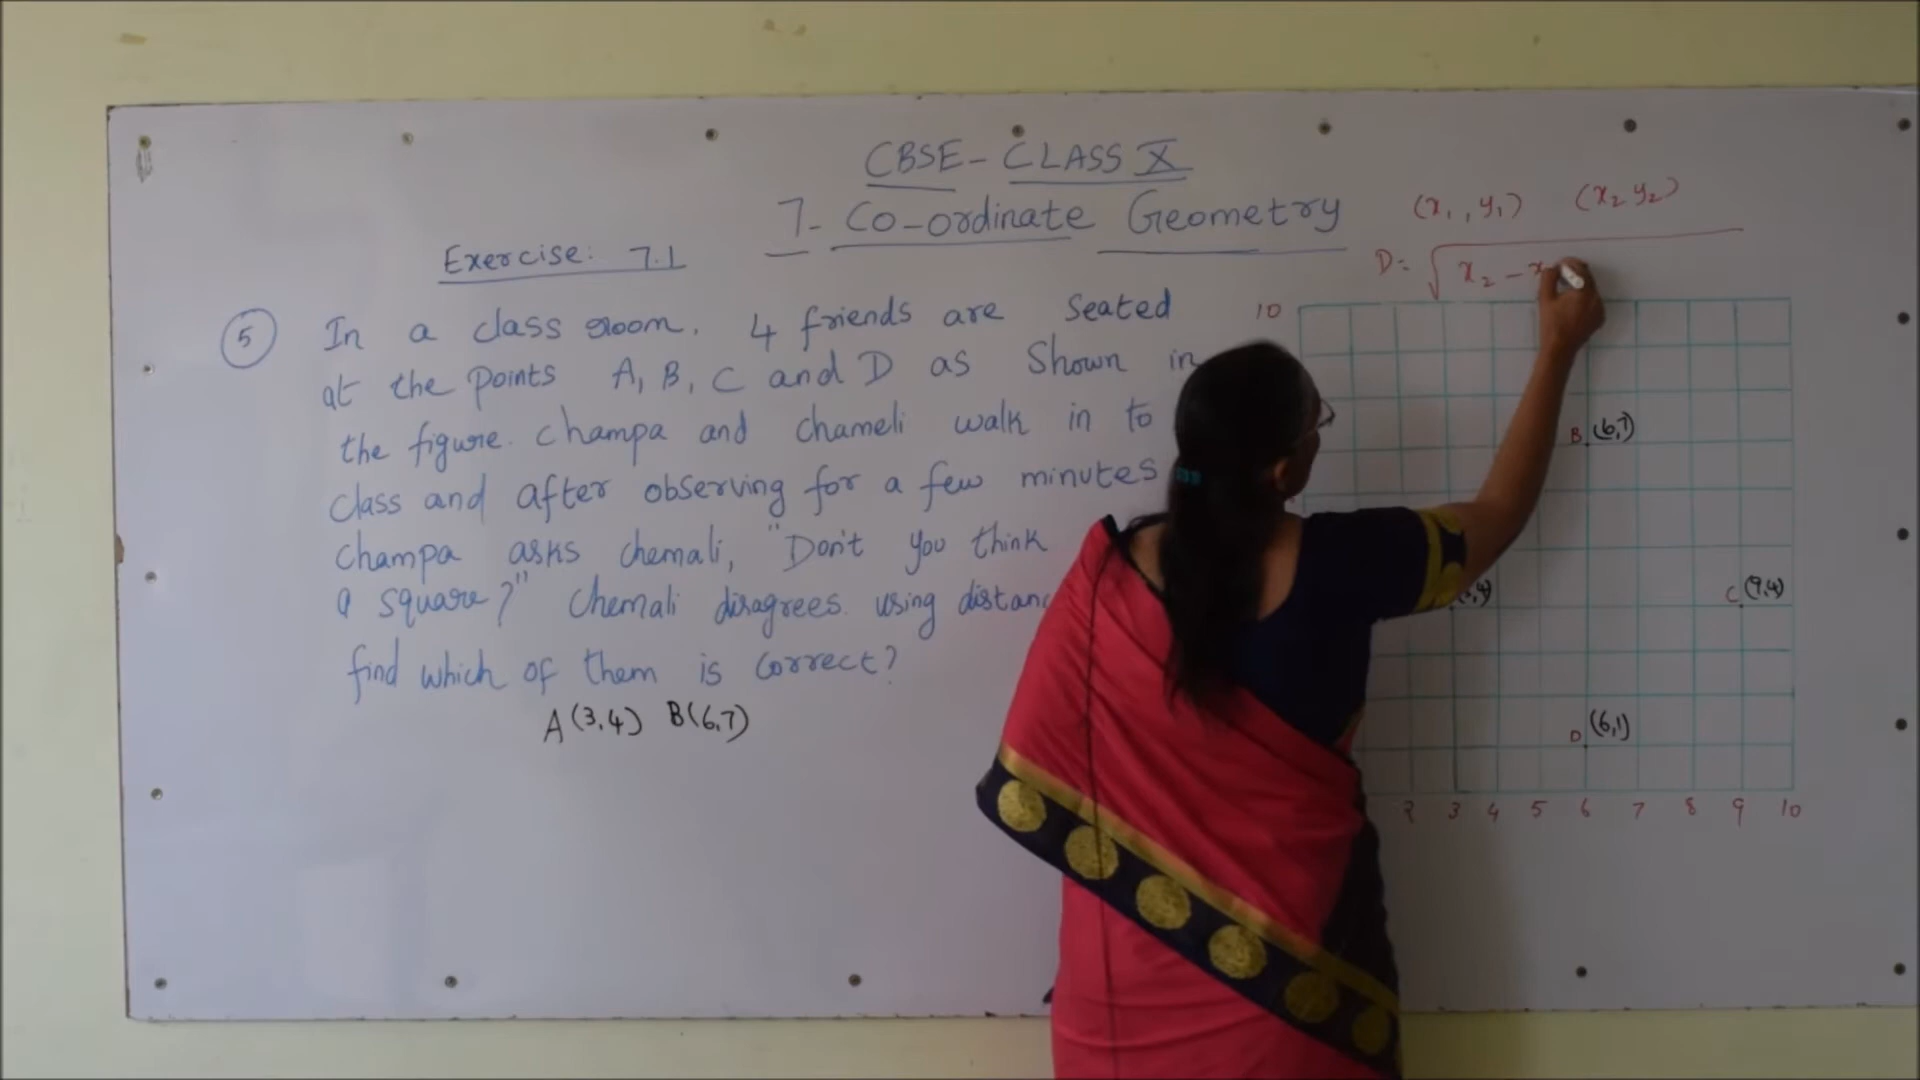 CBSE - CLASS X
7- Co-ordinate Geometry
Exercise: 7.1
(x₁, y₁) (x₂ y₂)
D= √ x₂ - x
5 In a class room, 4 friends are seated
at the points A, B, C and D as shown in
the figure. Champa and chameli walk in to
class and after observing for a few minutes
champa asks chemali, "Don't you think
a square?" Chemali disagrees. using
find which of them is correct?
A(3,4) B(6,7)
10
B (6,7)
,4)
C (9,4)
D (6,1)
2 3 4 5 6 7 8 9 10